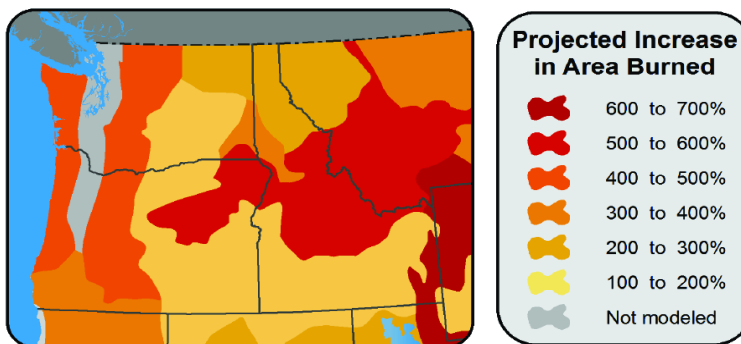 Projected Increase
in Area Burned
600 to 700%
500 to 600%
400 to 500%
300 to 400%
200 to 300%
100 to 200%
Not modeled